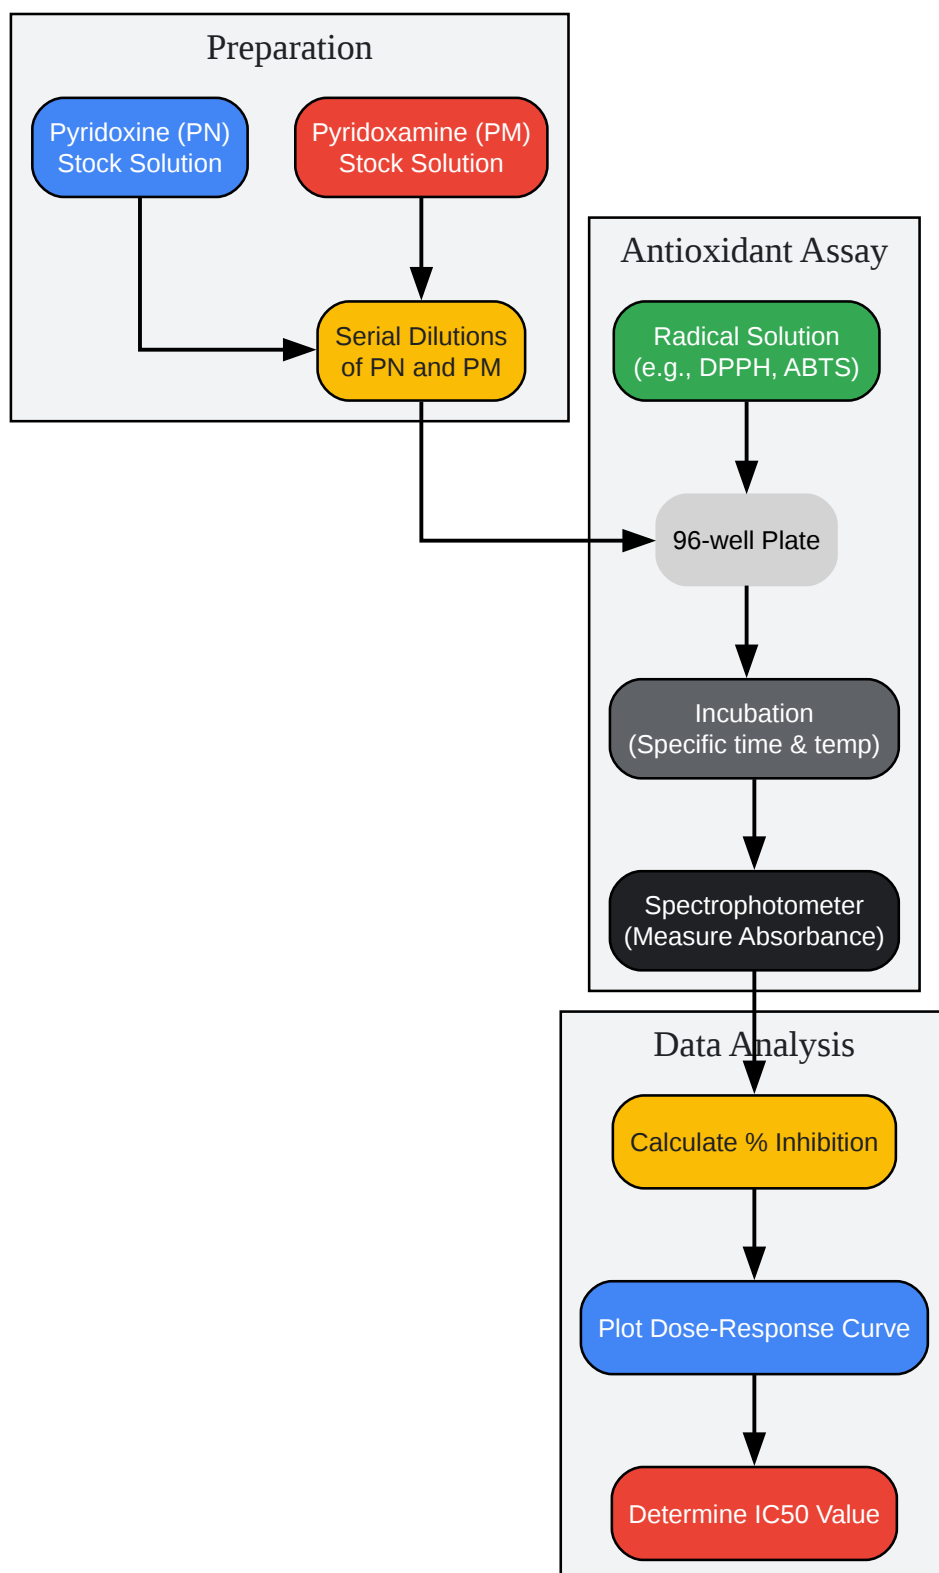 Preparation
Pyridoxine (PN)
Stock Solution
Pyridoxamine (PM)
Stock Solution
Serial Dilutions
of PN and PM
Antioxidant Assay
Radical Solution
(e.g., DPPH, ABTS)
96-well Plate
Incubation
(Specific time & temp)
Spectrophotometer
(Measure Absorbance)
Data Analysis
Calculate % Inhibition
Plot Dose-Response Curve
Determine IC50 Value